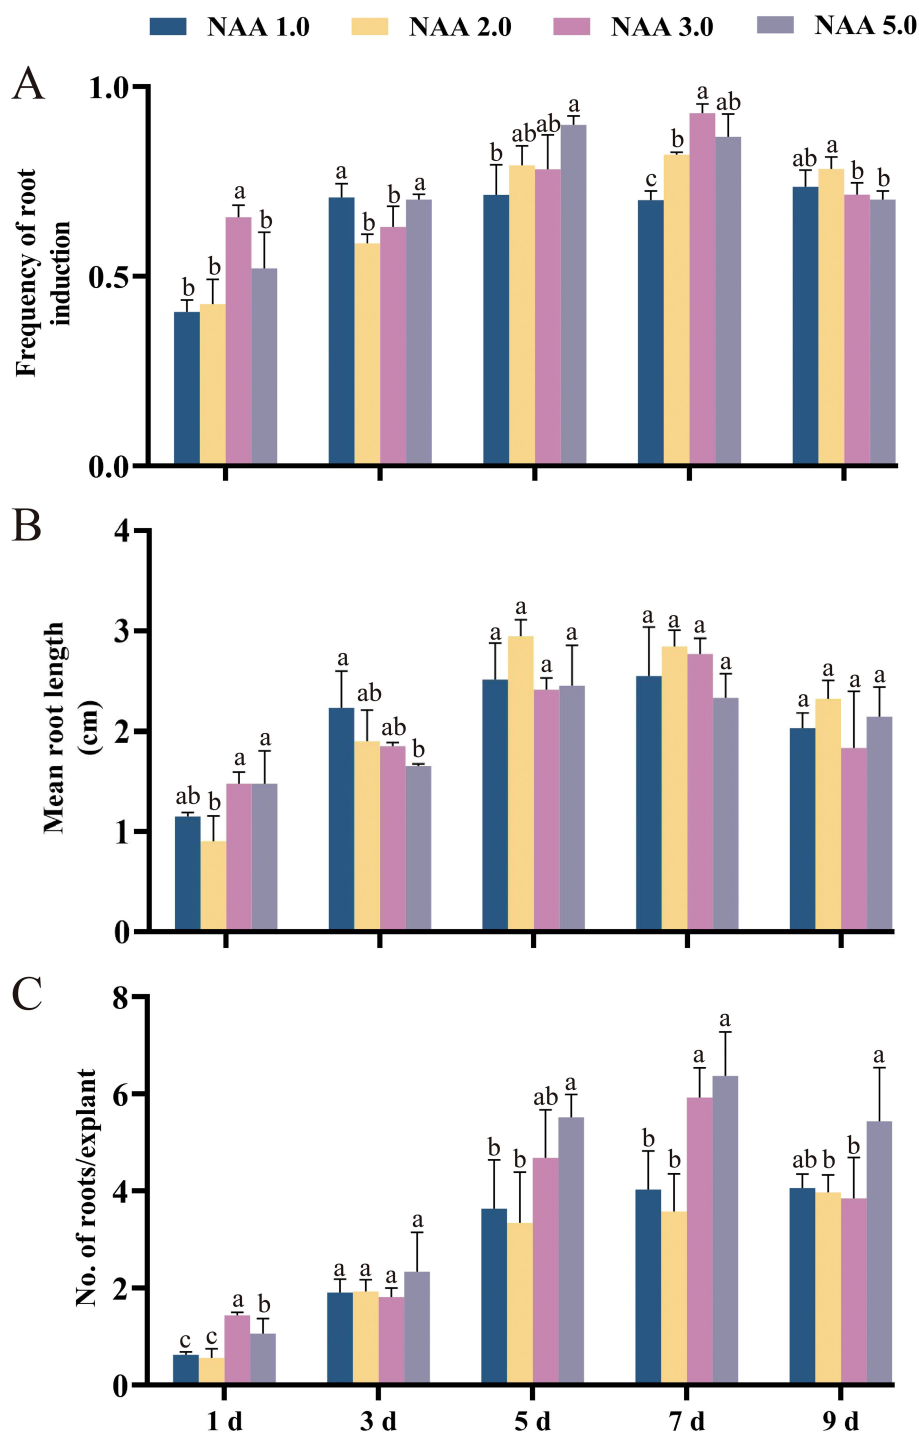 NAA 1.0 NAA 2.0 NAA 3.0 NAA 5.0
A
1.0
0.5
0.0
Frequency of root
induction
b b a b
a b b a
b ab ab a
c b a ab
ab a b b
B
4
3
2
1
0
Mean root length
(cm)
ab b a a
a ab ab b
a a a a
a a a a
a a a a
C
8
6
4
2
0
No. of roots/explant
c c a b
a a a a
b b ab a
b b a a
ab b b a
1 d 3 d 5 d 7 d 9 d